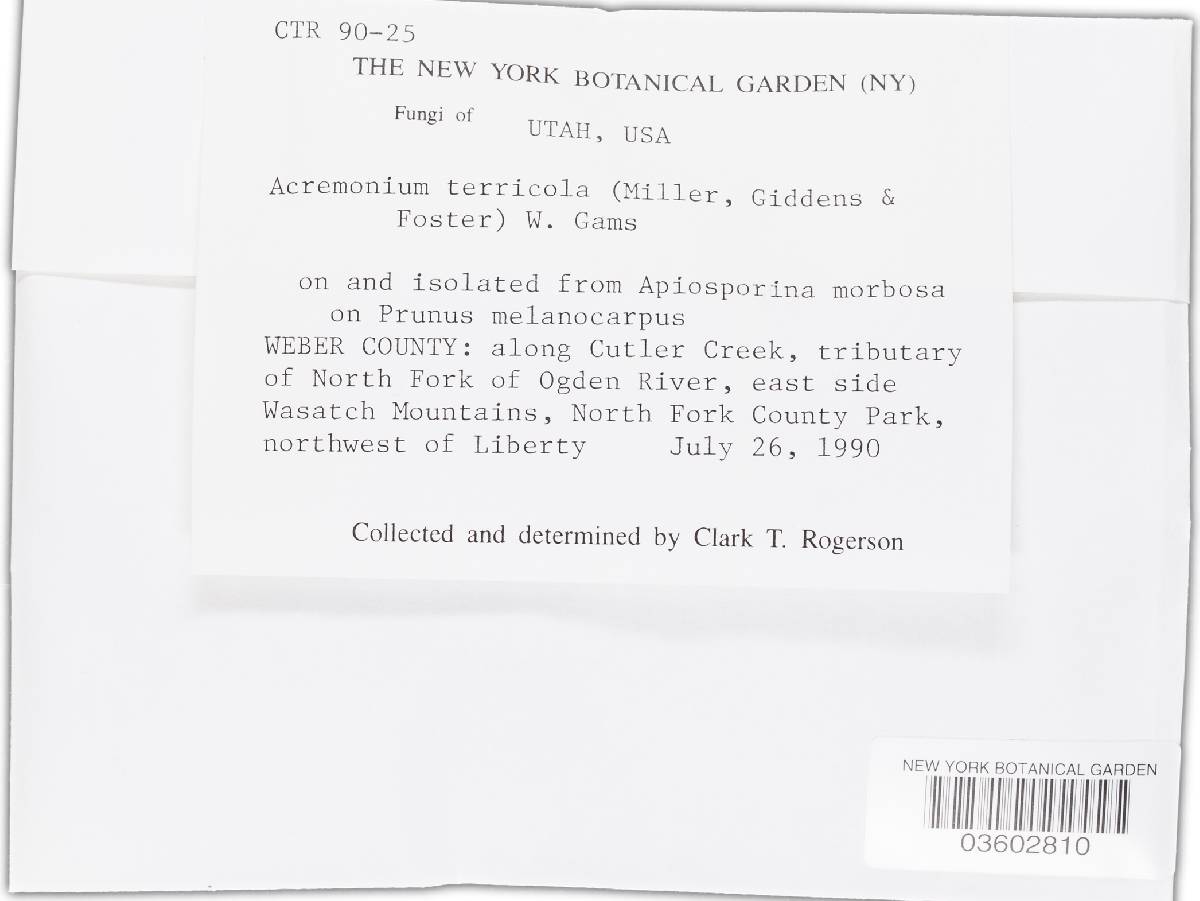 CTR 90-25
THE NEW YORK BOTANICAL GARDEN (NY)
Fungi of UTAH, USA
Acremonium terricola (Miller, Giddens &
Foster) W. Gams
on and isolated from Apiosporina morbosa
on Prunus melanocarpus
WEBER COUNTY: along Cutler Creek, tributary
of North Fork of Ogden River, east side
Wasatch Mountains, North Fork County Park,
northwest of Liberty July 26, 1990
Collected and determined by Clark T. Rogerson
NEW YORK BOTANICAL GARDEN
03602810